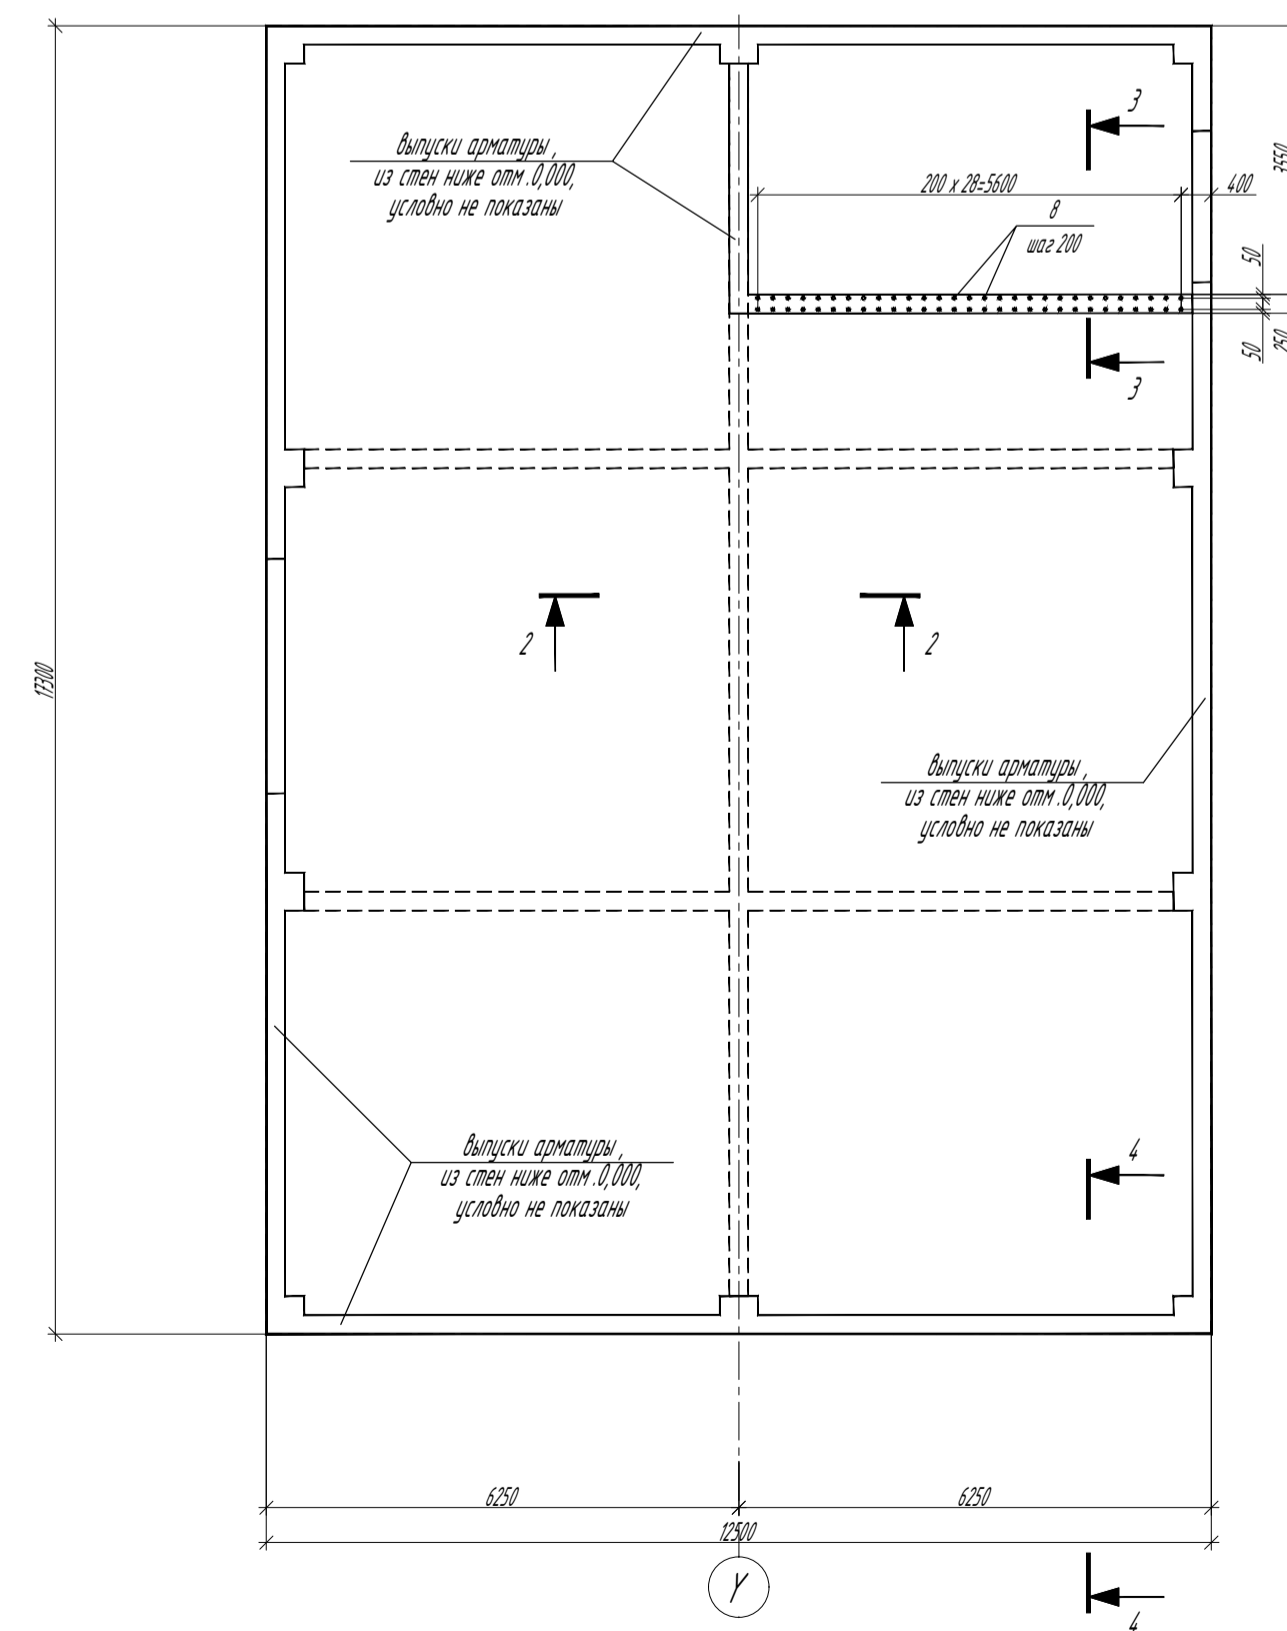 выпуски арматуры,
из стен ниже отм.0,000,
условно не показаны
3
200 х 28=5600
400
3550
8
шаг 200
50
50
250
3
2
2
17300
выпуски арматуры,
из стен ниже отм.0,000,
условно не показаны
выпуски арматуры,
из стен ниже отм.0,000,
условно не показаны
4
6250
6250
12500
Y
4